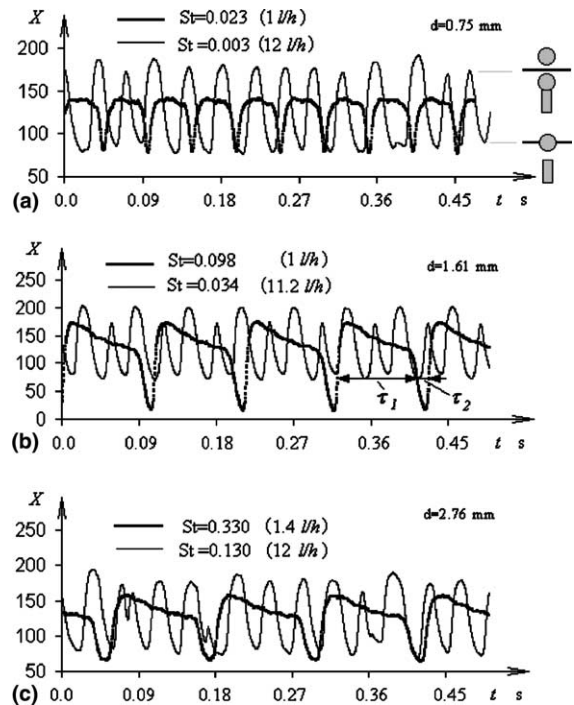 X
St=0.023 (1 l/h)
St=0.003 (12 l/h)
d=0.75 mm
200
150
100
50
(a)
0.0 0.09 0.18 0.27 0.36 0.45 t s
X
St=0.098 (1 l/h)
St=0.034 (11.2 l/h)
d=1.61 mm
250
200
150
100
50
0
τ1
τ2
(b)
0.0 0.09 0.18 0.27 0.36 0.45 t s
X
St=0.330 (1.4 l/h)
St=0.130 (12 l/h)
d=2.76 mm
250
200
150
100
50
(c)
0.0 0.09 0.18 0.27 0.36 0.45 t s